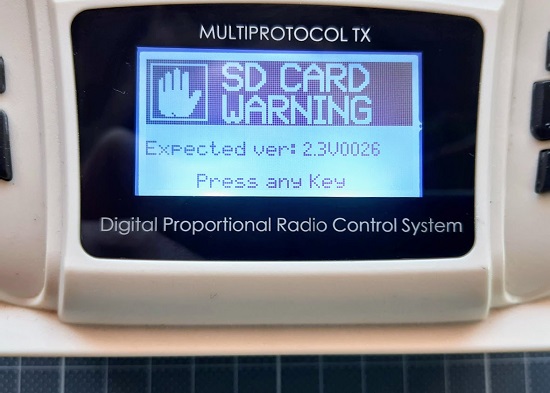 MULTIPROTOCOL TX
SD CARD
WARNING
Expected ver: 2.3V0026
Press any Key
Digital Proportional Radio Control System